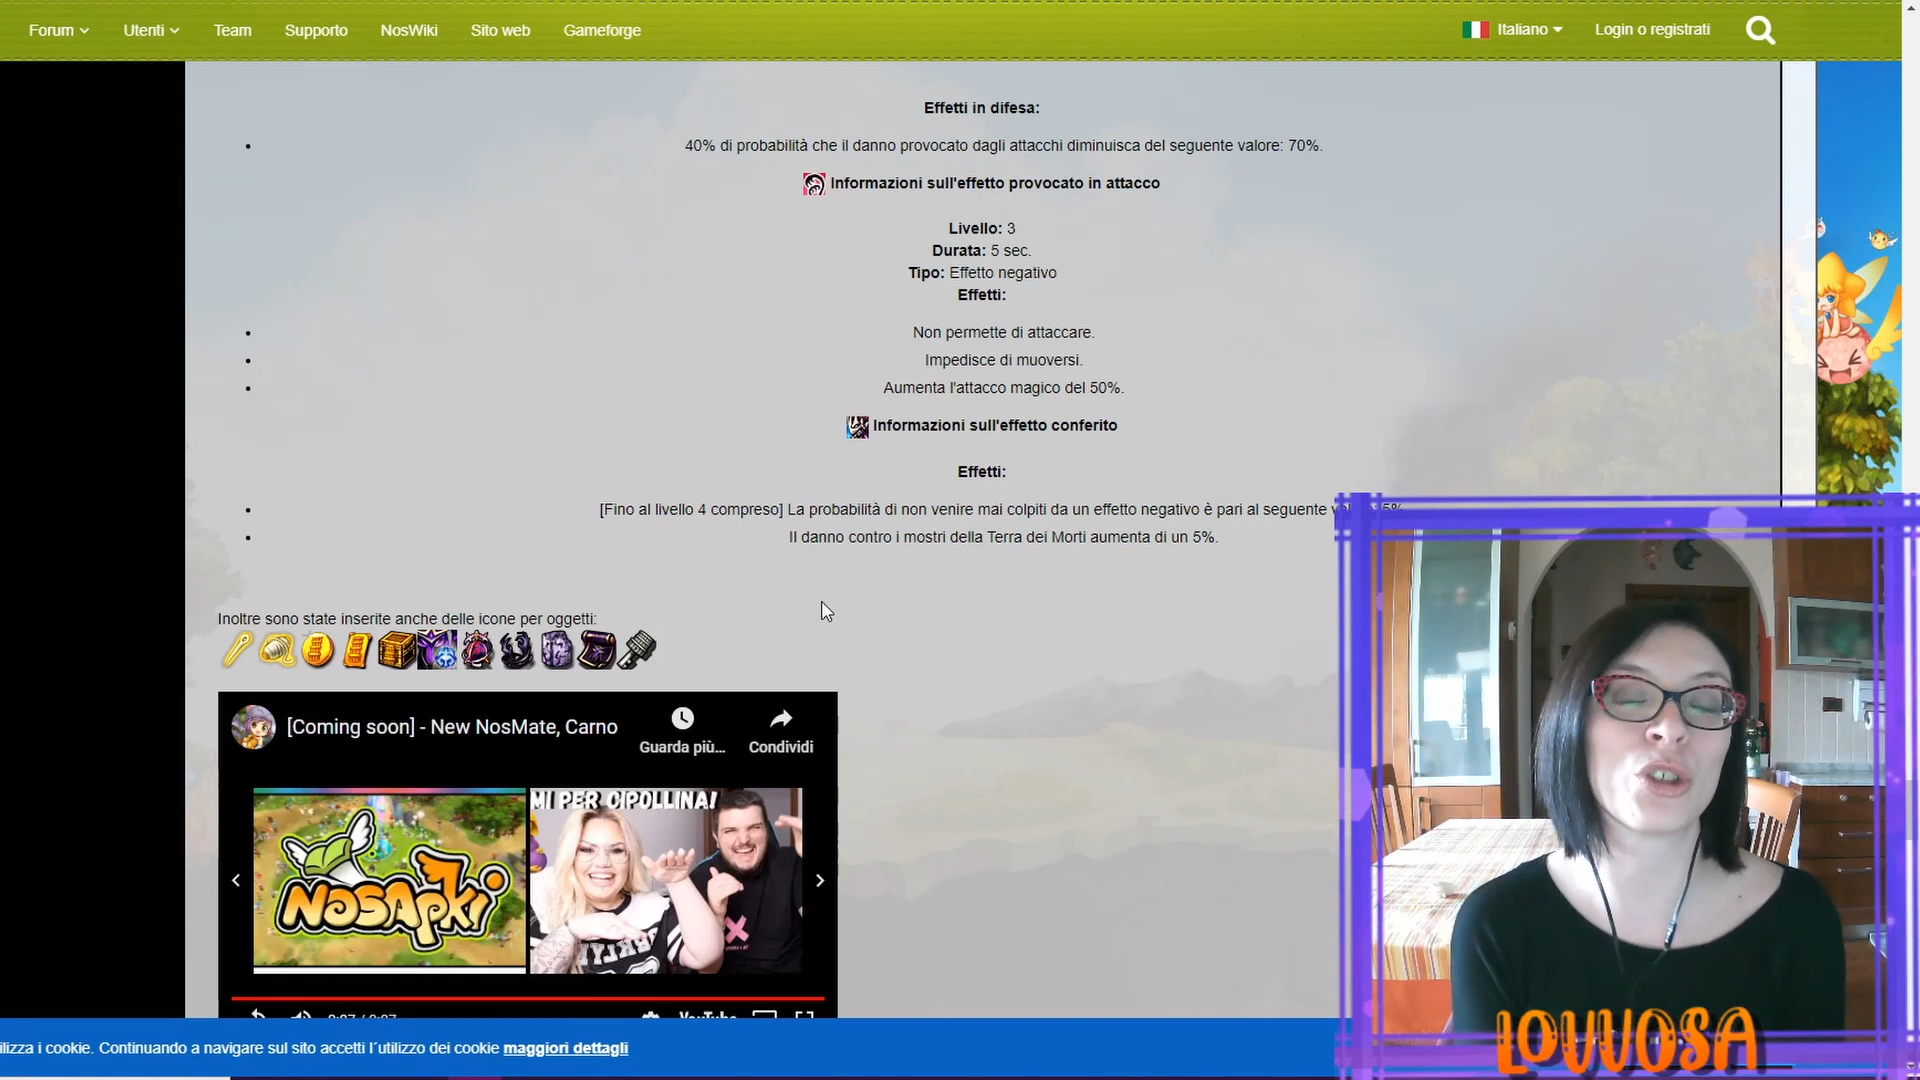 Forum Utenti Team Supporto NosWiki Sito web Gameforge Italiano Login o registrati
Effetti in difesa:
40% di probabilità che il danno provocato dagli attacchi diminuisca del seguente valore: 70%.
Informazioni sull'effetto provocato in attacco
Livello: 3
Durata: 5 sec.
Tipo: Effetto negativo
Effetti:
Non permette di attaccare.
Impedisce di muoversi.
Aumenta l'attacco magico del 50%.
Informazioni sull'effetto conferito
Effetti:
[Fino al livello 4 compreso] La probabilità di non venire mai colpiti da un effetto negativo è pari al seguente
Il danno contro i mostri della Terra dei Morti aumenta di un 5%.
Inoltre sono state inserite anche delle icone per oggetti:
[Coming soon] - New NosMate, Carno
Guarda più... Condividi
MI PER CIPOLLINA!
NosApki
YouTube
ilizza i cookie. Continuando a navigare sul sito accetti l´utilizzo dei cookie maggiori dettagli
LOVVOSA